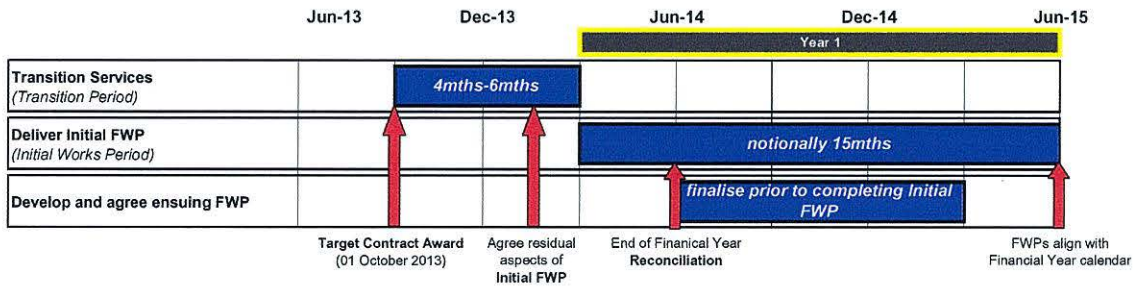 Jun-13 Dec-13 Jun-14 Dec-14 Jun-15
Year 1
Transition Services
(Transition Period)
4mths-6mths
Deliver Initial FWP
(Initial Works Period)
notionally 15mths
Develop and agree ensuing FWP
finalise prior to completing Initial
FWP
Target Contract Award
(01 October 2013)
Agree residual
aspects of
Initial FWP
End of Finanical Year
Reconciliation
FWPs align with
Financial Year calendar